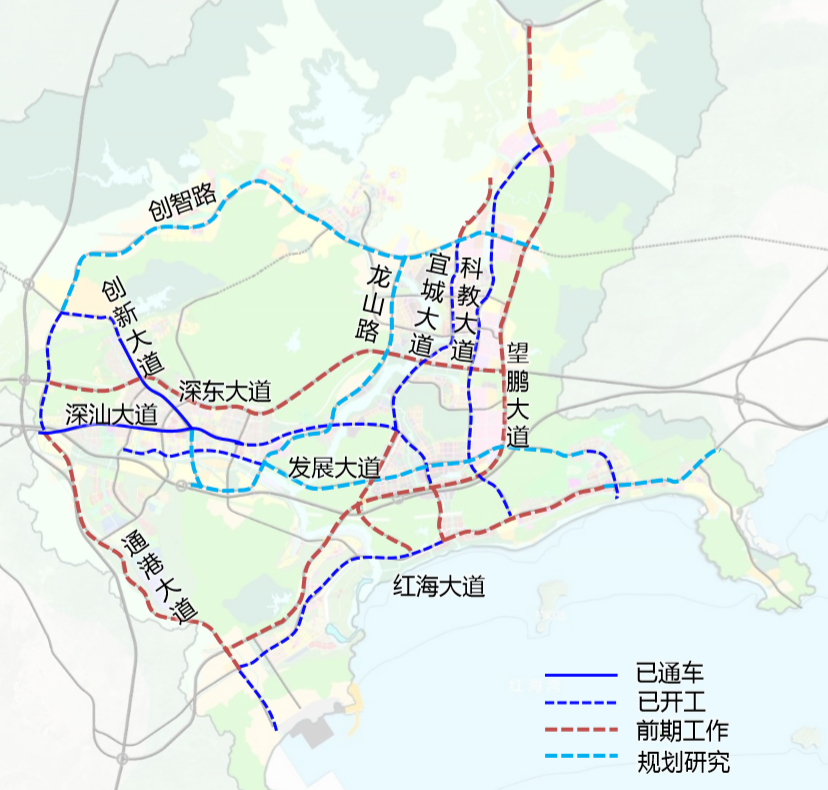 创智路
创新大道
龙山路
宜城大道
科教大道
望鹏大道
深东大道
深汕大道
发展大道
通港大道
红海大道
已通车
已开工
前期工作
规划研究